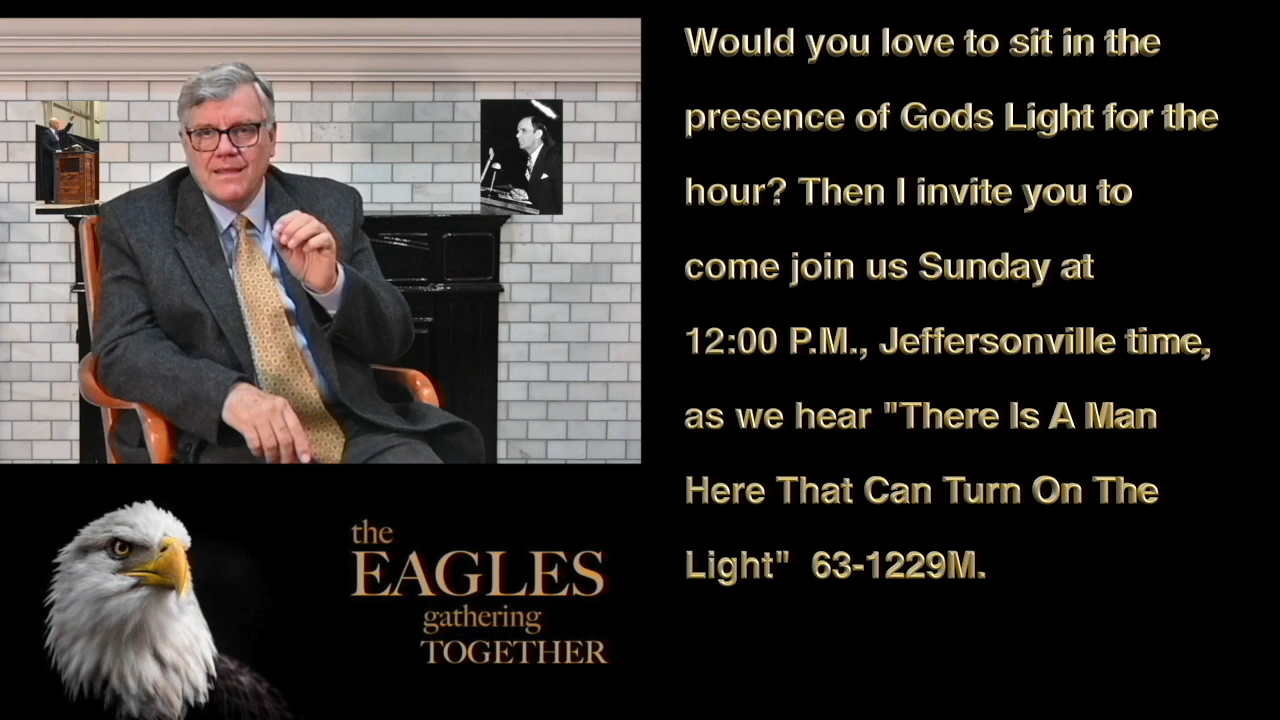 Would you love to sit in the
presence of Gods Light for the
hour? Then I invite you to
come join us Sunday at
12:00 P.M., Jeffersonville time,
as we hear "There Is A Man
Here That Can Turn On The
Light"  63-1229M.
the
EAGLES
gathering
TOGETHER